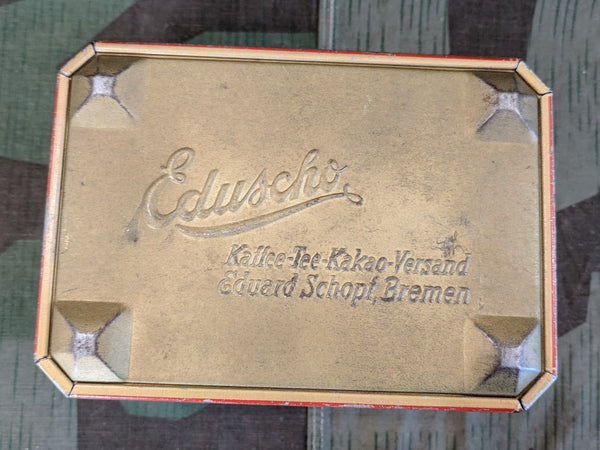 Eduscho
Kaffee-Tee-Kakao-Versand
Eduard Schopf, Bremen